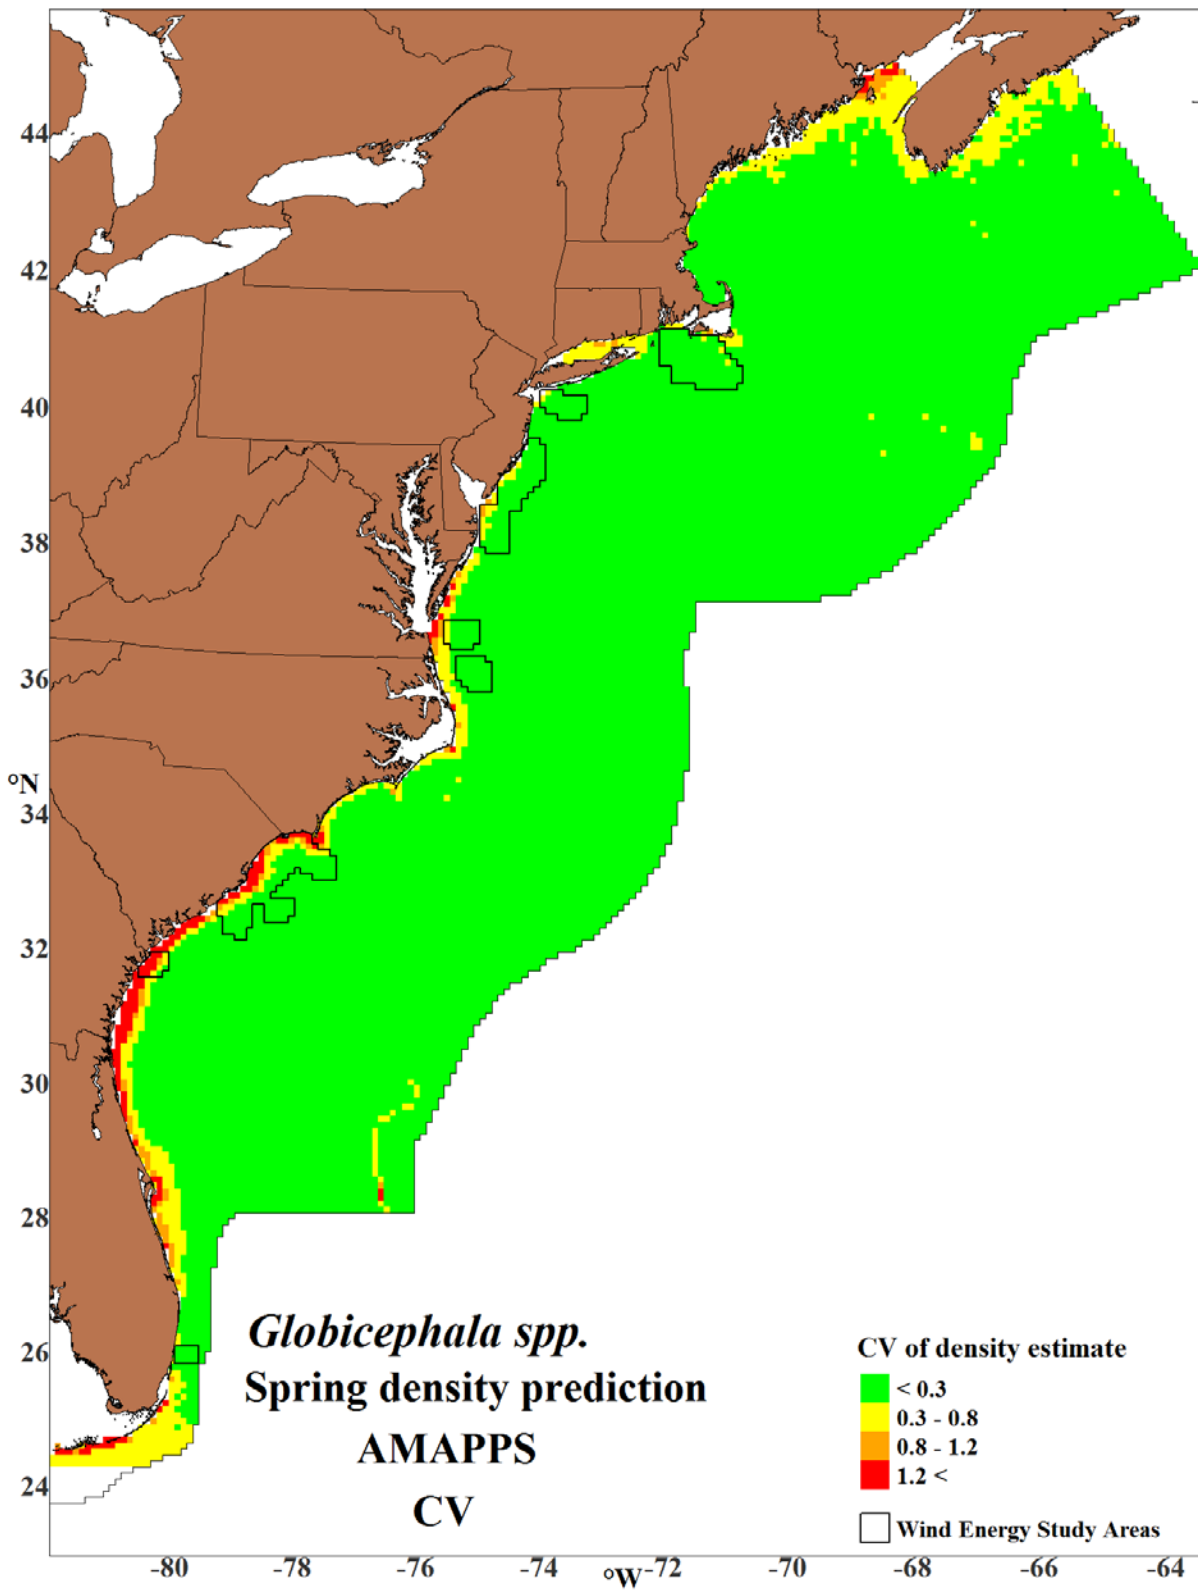 44
42
40
38
36
°N
34
32
30
28
26
24
Globicephala spp.
Spring density prediction
AMAPPS
CV
CV of density estimate
< 0.3
0.3 - 0.8
0.8 - 1.2
1.2 <
Wind Energy Study Areas
-80 -78 -76 -74 °W -72 -70 -68 -66 -64